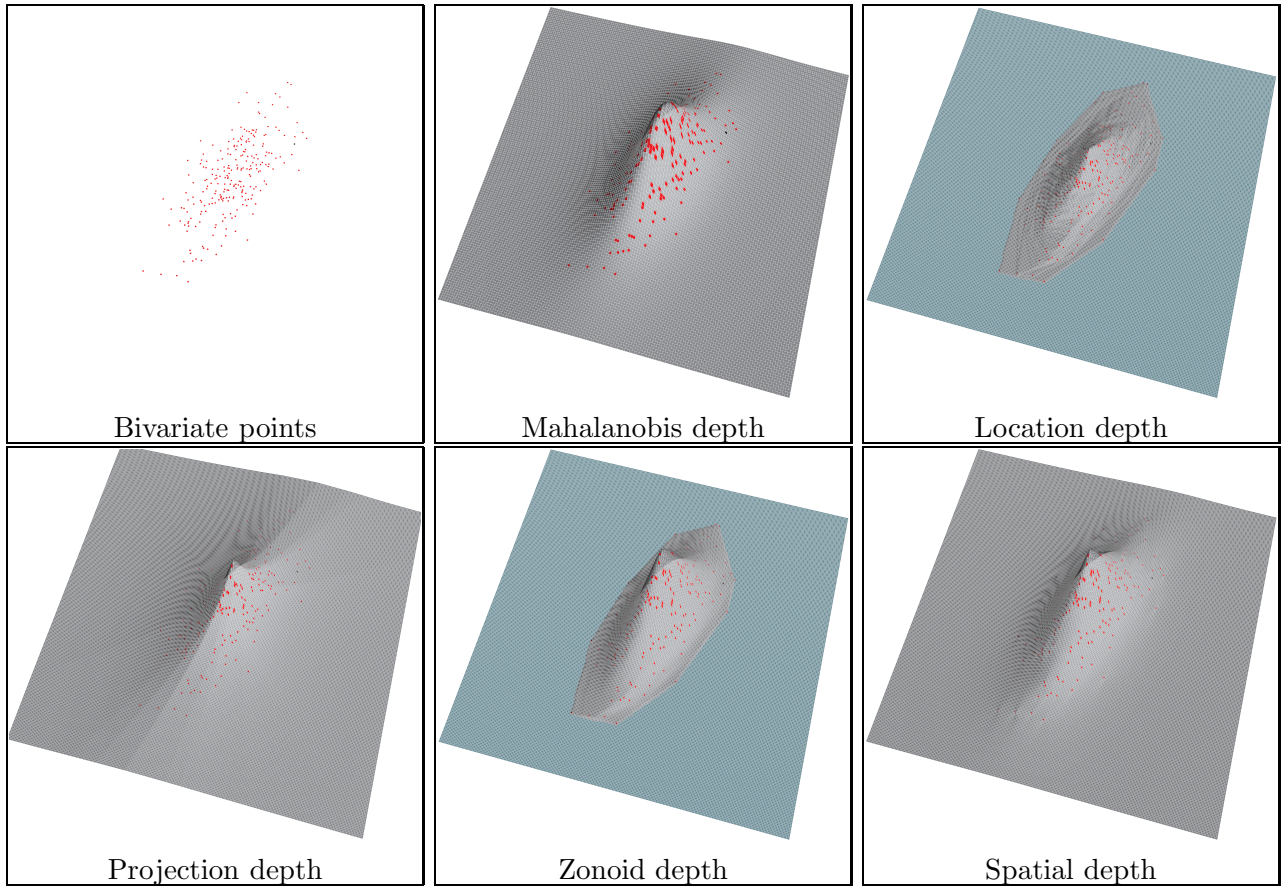 Bivariate points
Mahalanobis depth
Location depth
Projection depth
Zonoid depth
Spatial depth